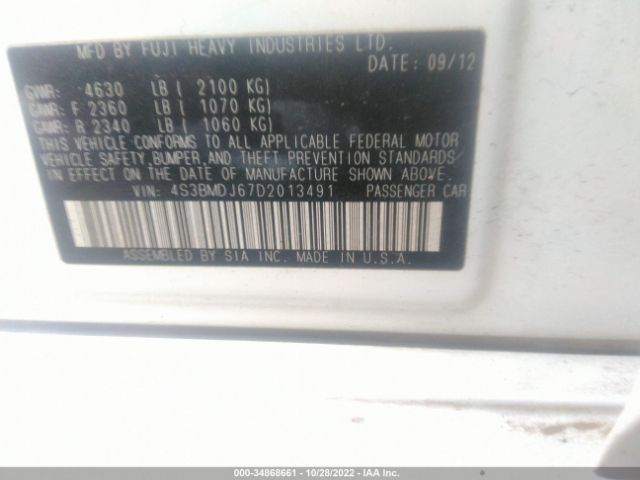 MFD BY FUJI HEAVY INDUSTRIES LTD.
DATE: 09/12
GVWR: 4630 LB ( 2100 KG)
GAWR: F 2360 LB ( 1070 KG)
GAWR: R 2340 LB ( 1060 KG)
THIS VEHICLE CONFORMS TO ALL APPLICABLE FEDERAL MOTOR
VEHICLE SAFETY, BUMPER, AND THEFT PREVENTION STANDARDS
IN EFFECT ON THE DATE OF MANUFACTURE SHOWN ABOVE.
VIN: 4S3BMDJ67D2013491 PASSENGER CAR
ASSEMBLED BY SIA INC. MADE IN U.S.A.
000-34868661 - 10/28/2022 - IAA Inc.